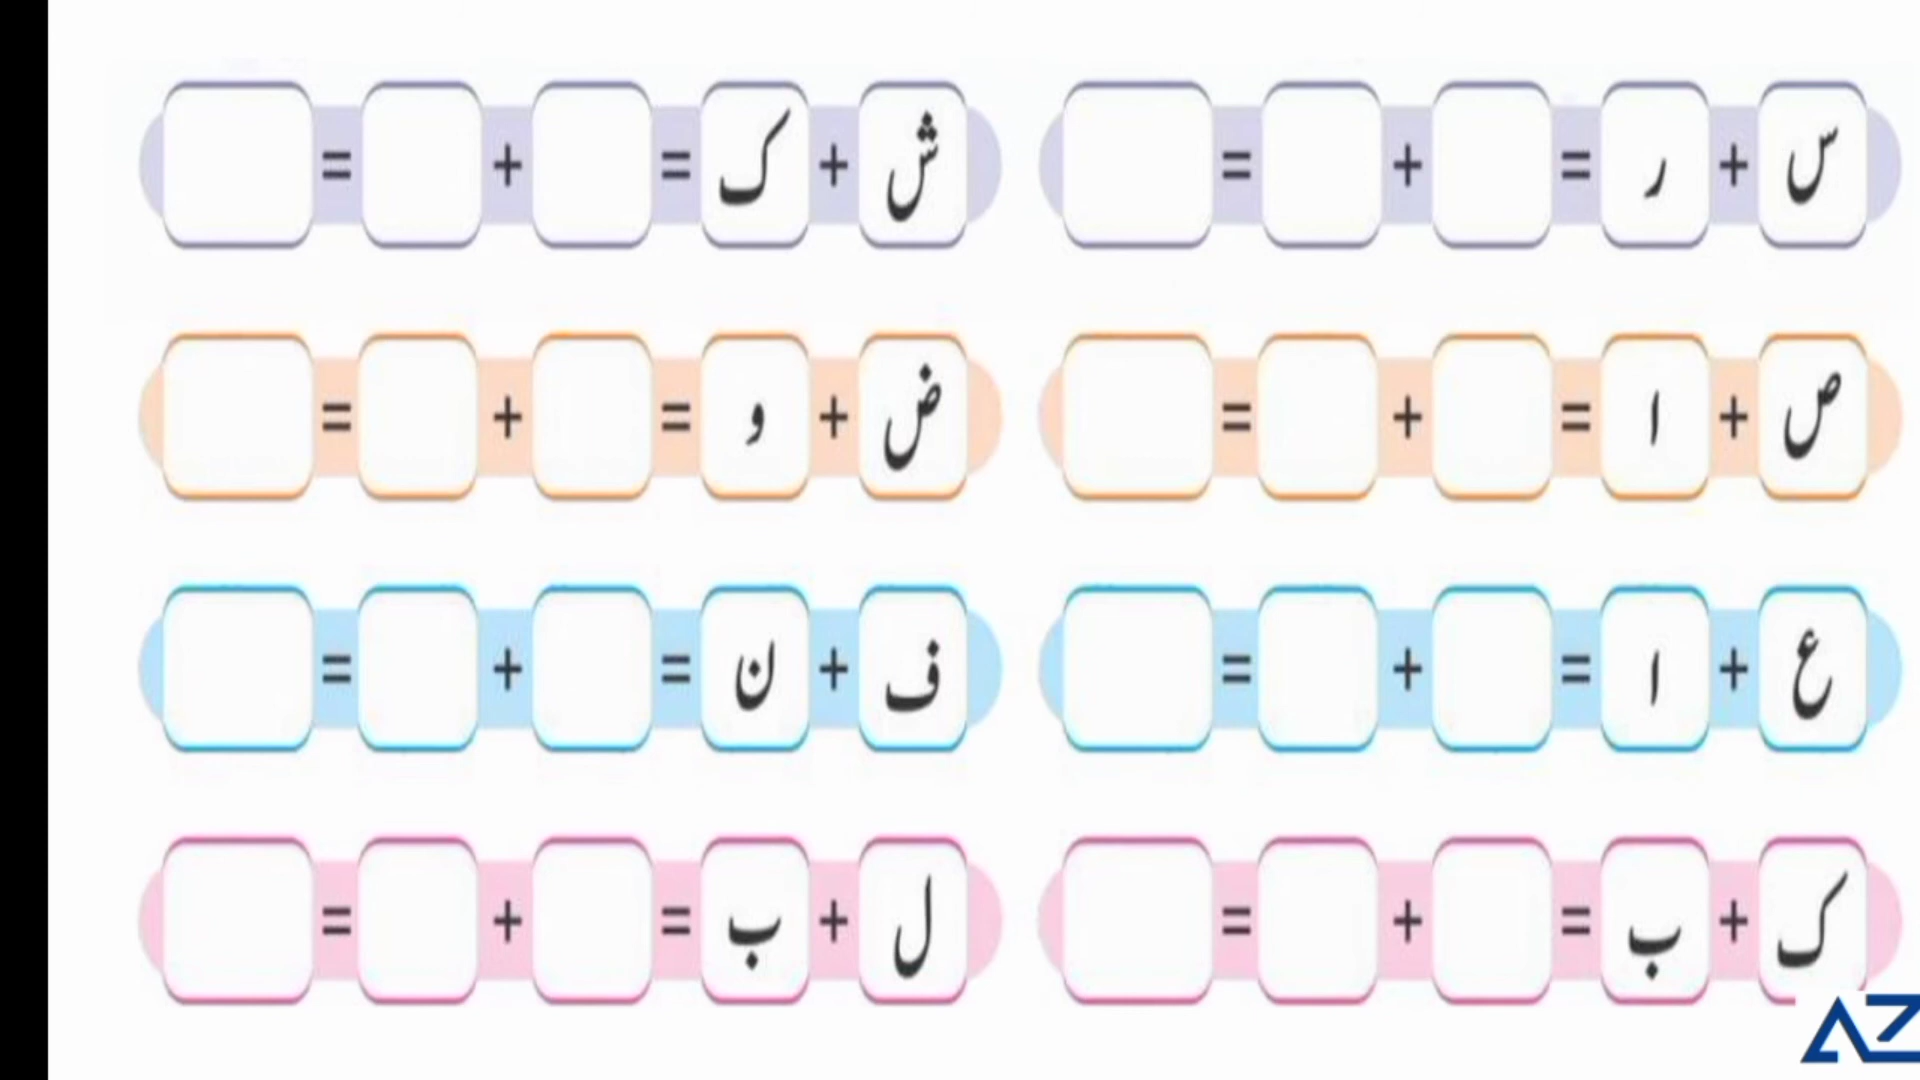 س + ر = + =
ش + ک = + =
ص + ا = + =
ض + و = + =
ع + ا = + =
ف + ن = + =
ک + ب = + =
ل + ب = + =
AZ